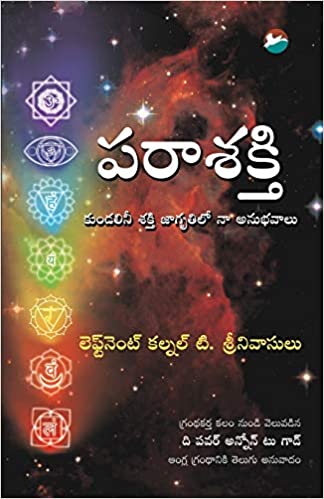 పరాశక్తి
కుండలినీ శక్తి జాగృతిలో నా అనుభవాలు
లెఫ్టినెంట్ కల్నల్ టి. శ్రీనివాసులు
గ్రంథకర్త కలం నుండి వెలువడిన
ది పవర్ అన్నోన్ టు గాడ్
ఆంగ్ల గ్రంథానికి తెలుగు అనువాదం